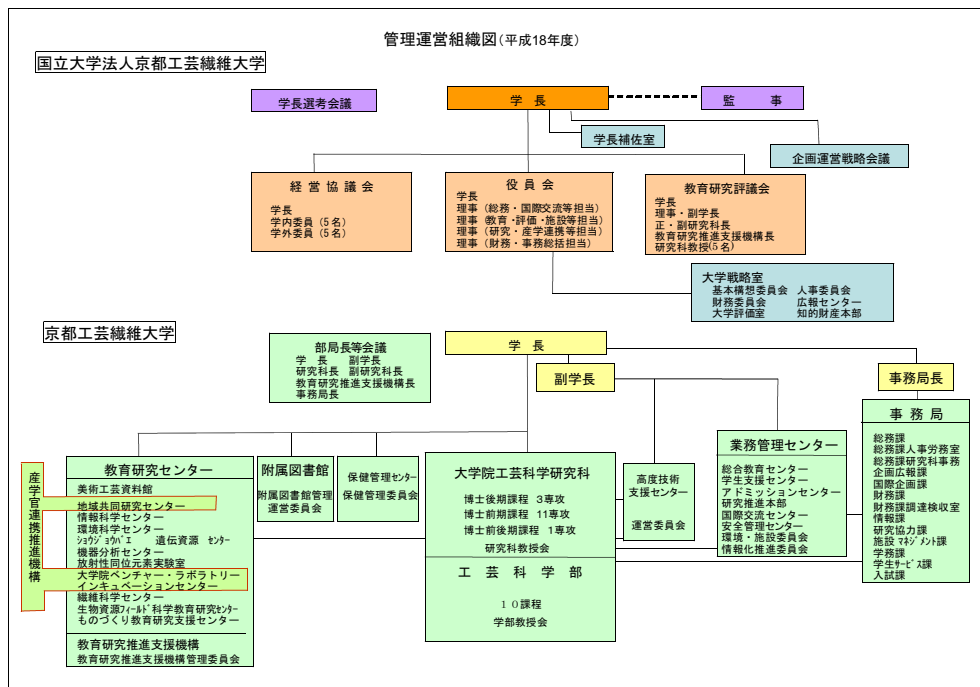 管理運営組織図(平成18年度)
国立大学法人京都工芸繊維大学
学長選考会議
学 長
監 事
学長補佐室
企画運営戦略会議
経 営 協 議 会
学長
学内委員(5名)
学外委員(5名)
役 員 会
学長
理事(総務・国際交流等担当)
理事(教育・評価・施設等担当)
理事(研究・産学連携等担当)
理事(財務・事務総括担当)
教育研究評議会
学長
理事・副学長
正・副研究科長
教育研究推進支援機構長
研究科教授(5名)
大学戦略室
基本構想委員会 人事委員会
財務委員会 広報センター
大学評価室 知的財産本部
京都工芸繊維大学
部局長等会議
学 長 副学長
研究科長 副研究科長
教育研究推進支援機構長
事務局長
学 長
副学長
事務局長
産学官連携推進機構
教育研究センター
美術工芸資料館
地域共同研究センター
情報科学センター
環境科学センター
ショウジョウバエ 遺伝資源 センター
機器分析センター
放射性同位元素実験室
大学院ベンチャー・ラボラトリー
インキュベーションセンター
繊維科学センター
生物資源フィールド科学教育研究センター
ものづくり教育研究支援センター
教育研究推進支援機構
教育研究推進支援機構管理委員会
附属図書館
附属図書館管理
運営委員会
保健管理センター
保健管理委員会
大学院工芸科学研究科
博士後期課程 3専攻
博士前期課程 11専攻
博士前後期課程 1専攻
研究科教授会
工 芸 科 学 部
10課程
学部教授会
高度技術
支援センター
運営委員会
業務管理センター
総合教育センター
学生支援センター
アドミッションセンター
研究推進本部
国際交流センター
安全管理センター
環境・施設委員会
情報化推進委員会
事 務 局
総務課
総務課人事労務室
総務課研究科事務
企画広報課
国際企画課
財務課
財務課調達検収室
情報課
研究協力課
施設マネジメント課
学務課
学生サービス課
入試課